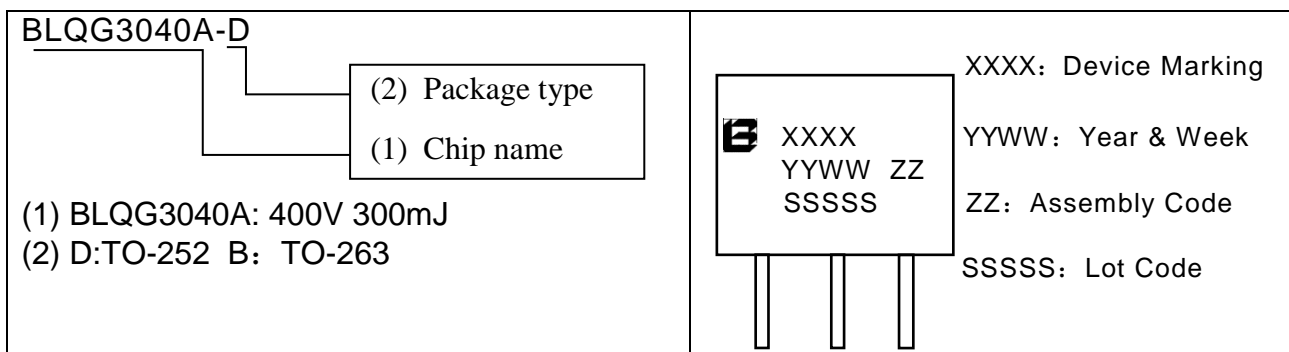 BLQG3040A-D
(2) Package type
(1) Chip name
(1) BLQG3040A: 400V 300mJ
(2) D:TO-252 B：TO-263
XXXX
YYWW ZZ
SSSSS
XXXX：Device Marking
YYWW：Year & Week
ZZ：Assembly Code
SSSSS：Lot Code